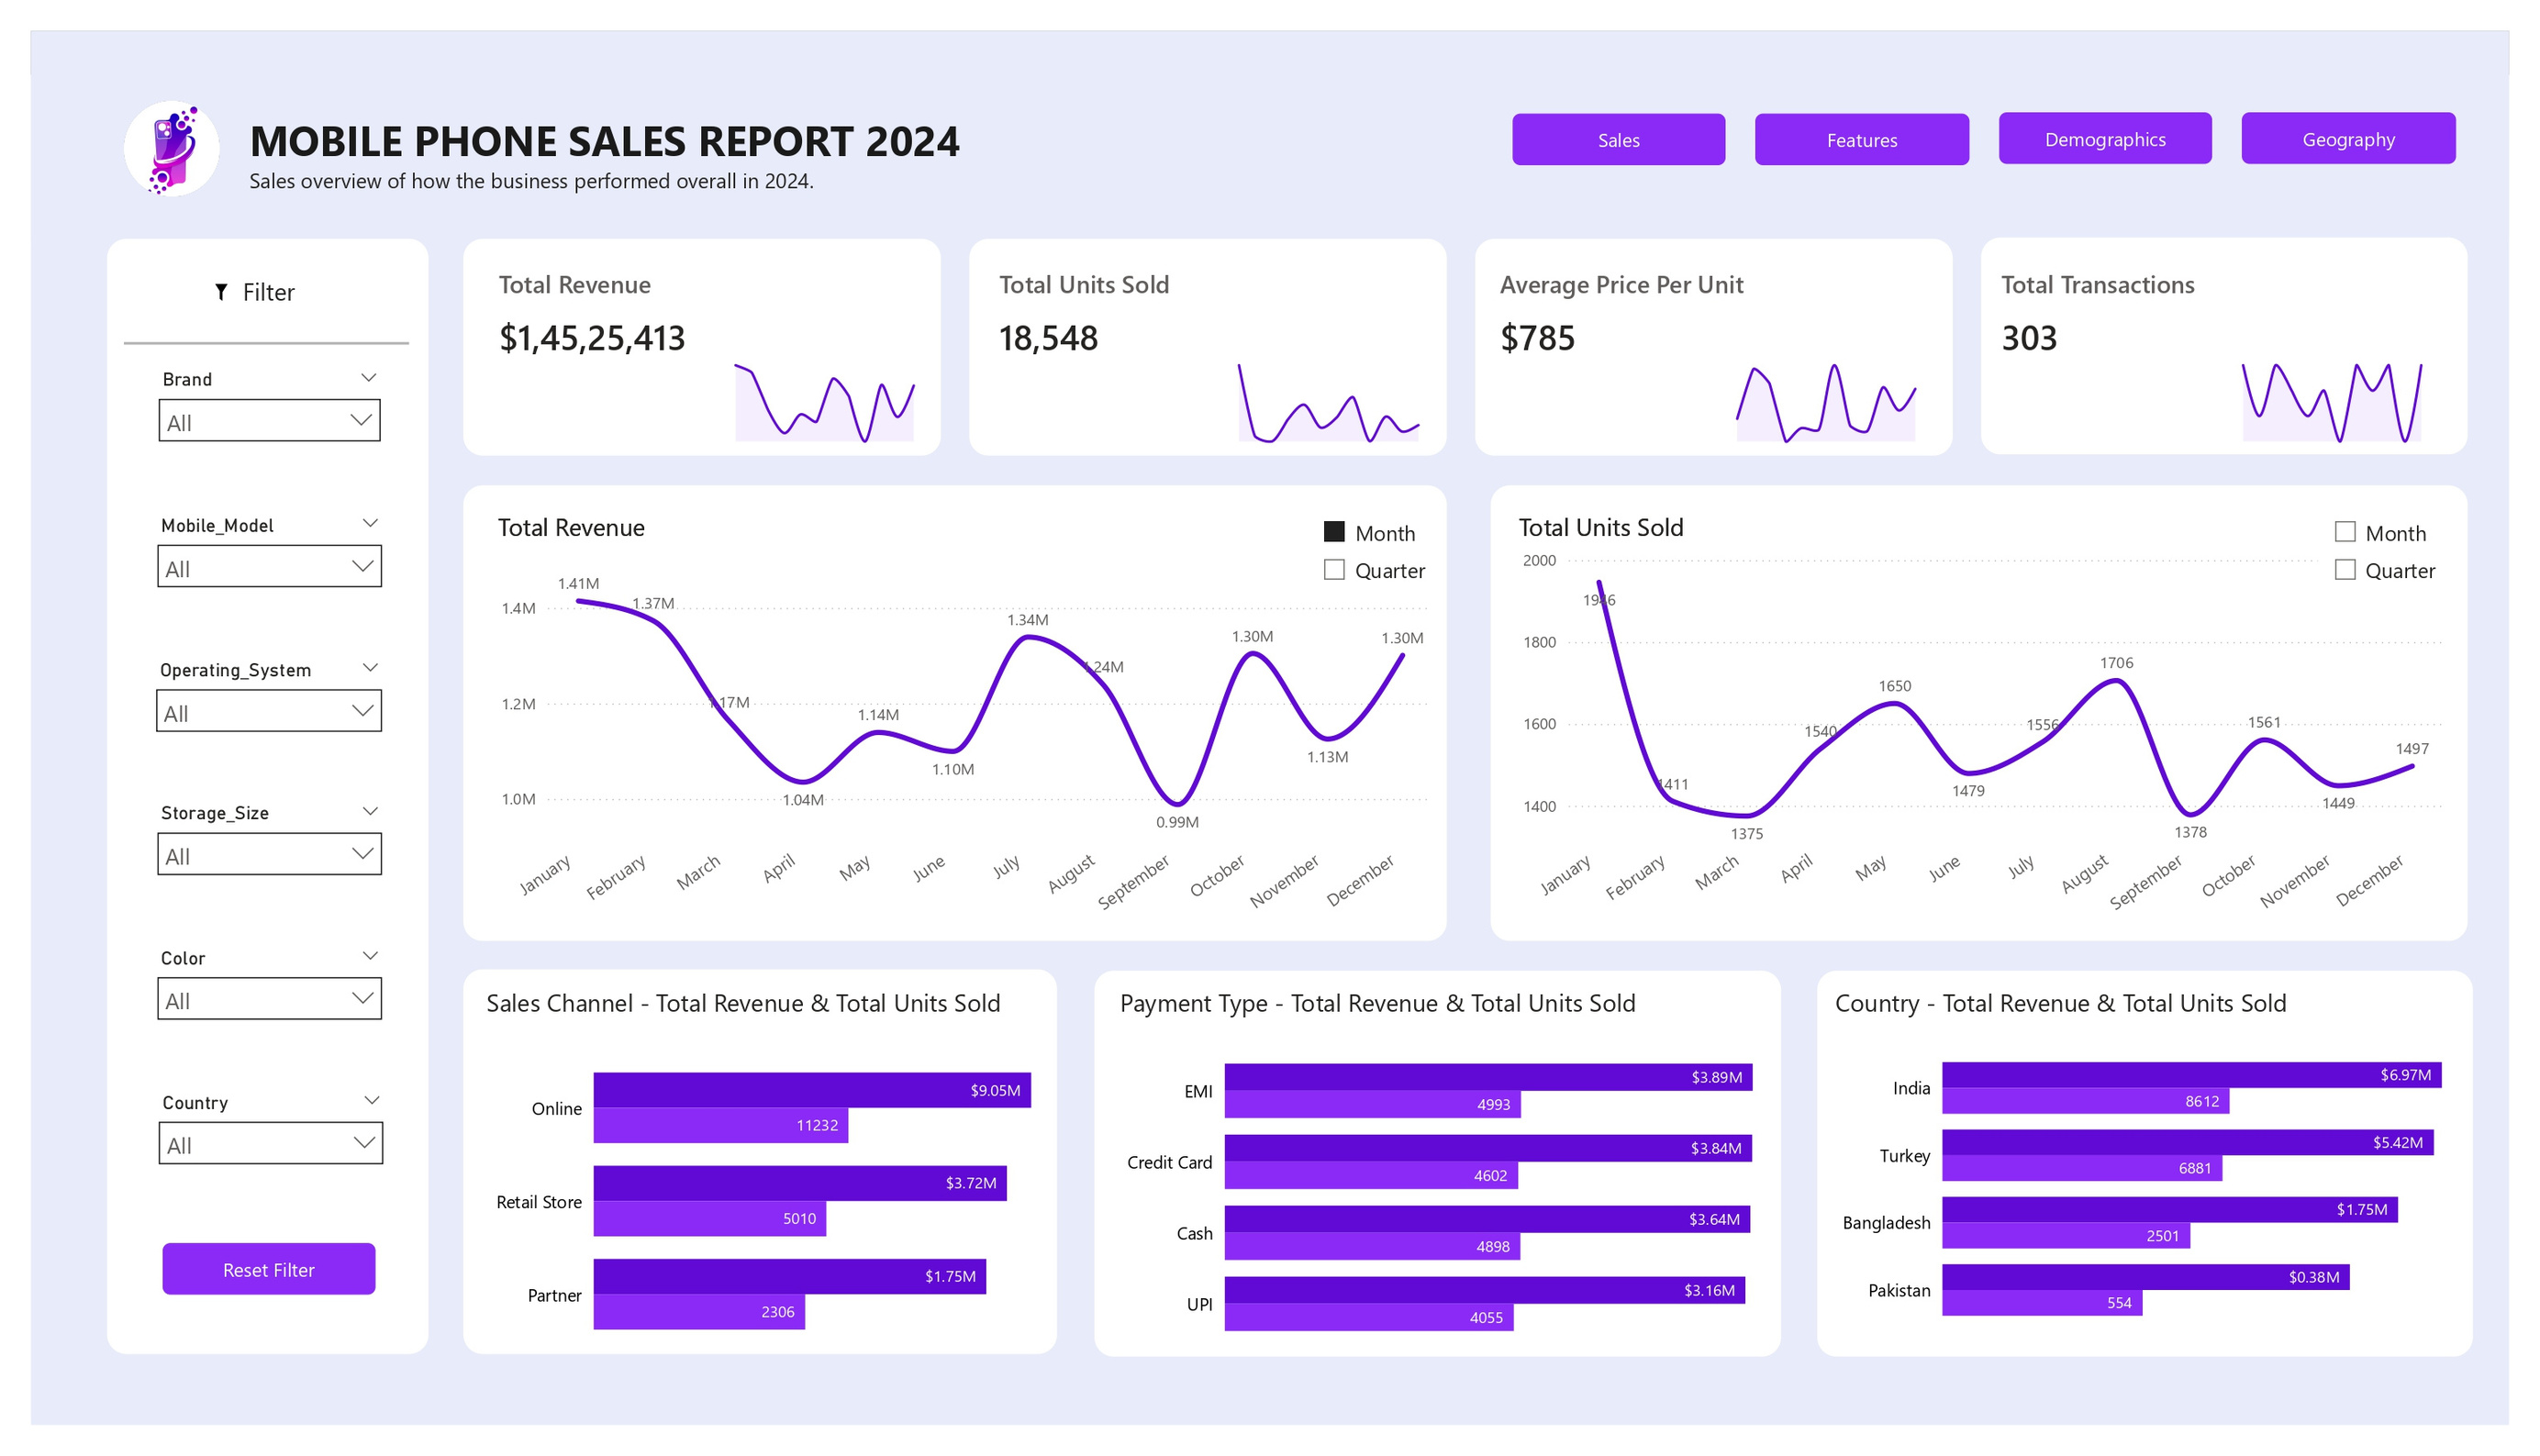 MOBILE PHONE SALES REPORT 2024
Sales overview of how the business performed overall in 2024.
Sales
Features
Demographics
Geography
Filter
Brand
All
Mobile_Model
All
Operating_System
All
Storage_Size
All
Color
All
Country
All
Reset Filter
Total Revenue
$1,45,25,413
Total Units Sold
18,548
Average Price Per Unit
$785
Total Transactions
303
Total Revenue
Month
Quarter
1.4M
1.2M
1.0M
1.41M
1.37M
1.17M
1.04M
1.14M
1.10M
1.34M
1.24M
0.99M
1.30M
1.13M
1.30M
January
February
March
April
May
June
July
August
September
October
November
December
Total Units Sold
Month
Quarter
2000
1800
1600
1400
1946
1411
1375
1540
1650
1479
1556
1706
1378
1561
1449
1497
January
February
March
April
May
June
July
August
September
October
November
December
Sales Channel - Total Revenue & Total Units Sold
Online
$9.05M
11232
Retail Store
$3.72M
5010
Partner
$1.75M
2306
Payment Type - Total Revenue & Total Units Sold
EMI
$3.89M
4993
Credit Card
$3.84M
4602
Cash
$3.64M
4898
UPI
$3.16M
4055
Country - Total Revenue & Total Units Sold
India
$6.97M
8612
Turkey
$5.42M
6881
Bangladesh
$1.75M
2501
Pakistan
$0.38M
554